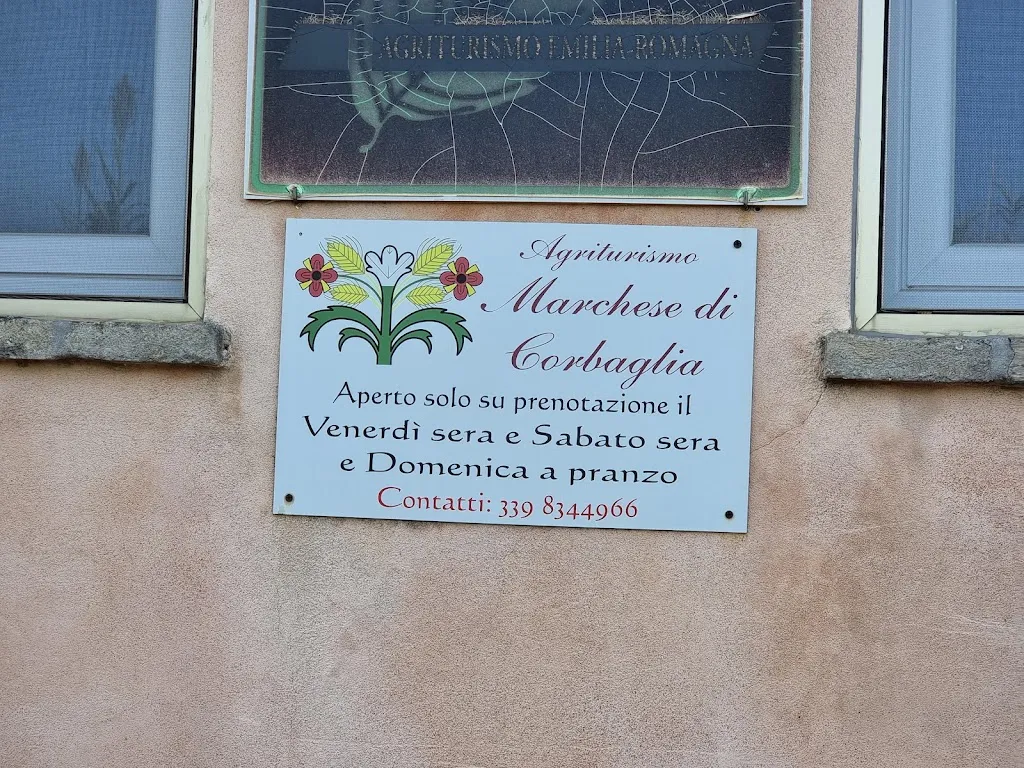 AGRITURISMO EMILIA-ROMAGNA
Agriturismo
Marchese di
Corbaglia
Aperto solo su prenotazione il
Venerdì sera e Sabato sera
e Domenica a pranzo
Contatti: 339 8344966